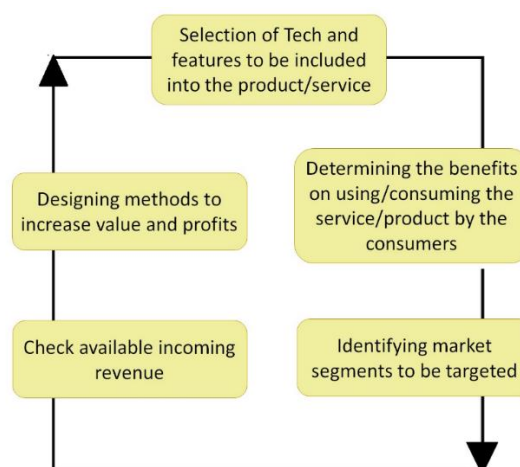 Selection of Tech and
features to be included
into the product/service
Determining the benefits
on using/consuming the
service/product by the
consumers
Identifying market
segments to be targeted
Check available incoming
revenue
Designing methods to
increase value and profits